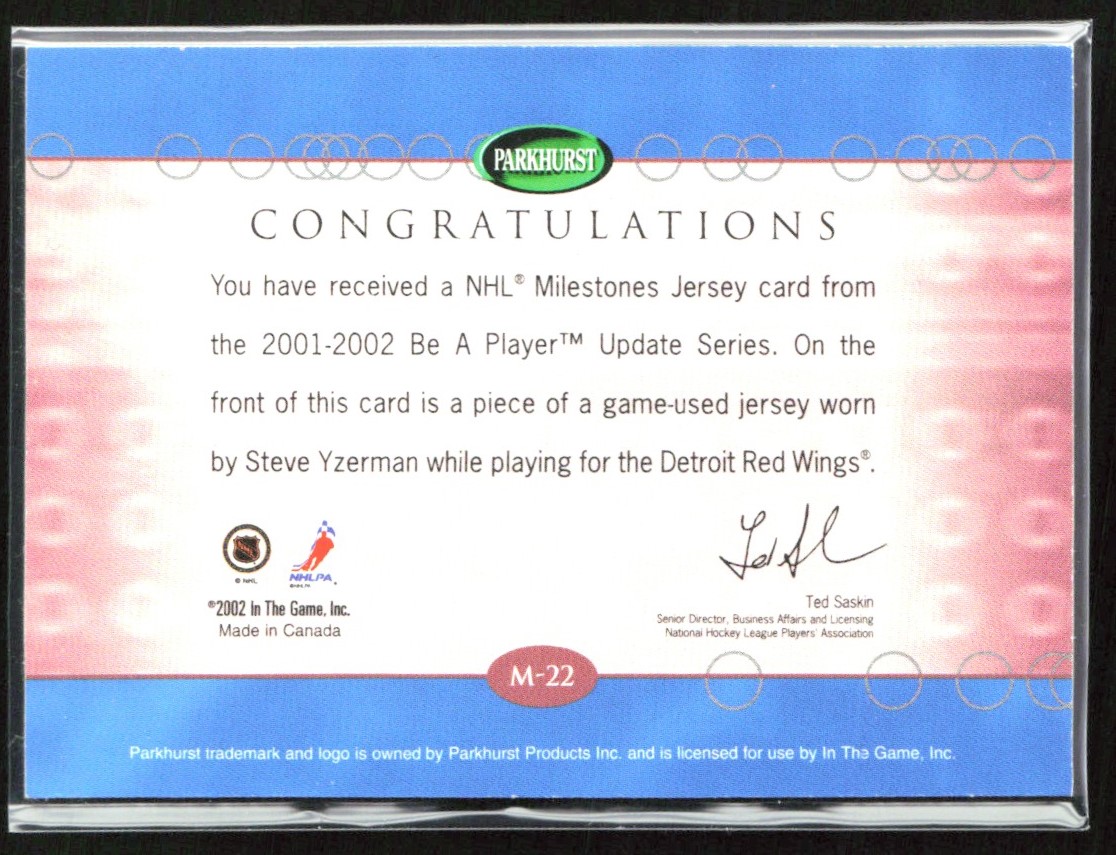 PARKHURST
CONGRATULATIONS
You have received a NHL® Milestones Jersey card from
the 2001-2002 Be A Player™ Update Series. On the
front of this card is a piece of a game-used jersey worn
by Steve Yzerman while playing for the Detroit Red Wings®.
© NHL
NHLPA
®2002 In The Game, Inc.
Made in Canada
Ted Saskin
Senior Director, Business Affairs and Licensing
National Hockey League Players' Association
M-22
Parkhurst trademark and logo is owned by Parkhurst Products Inc. and is licensed for use by In The Game, Inc.